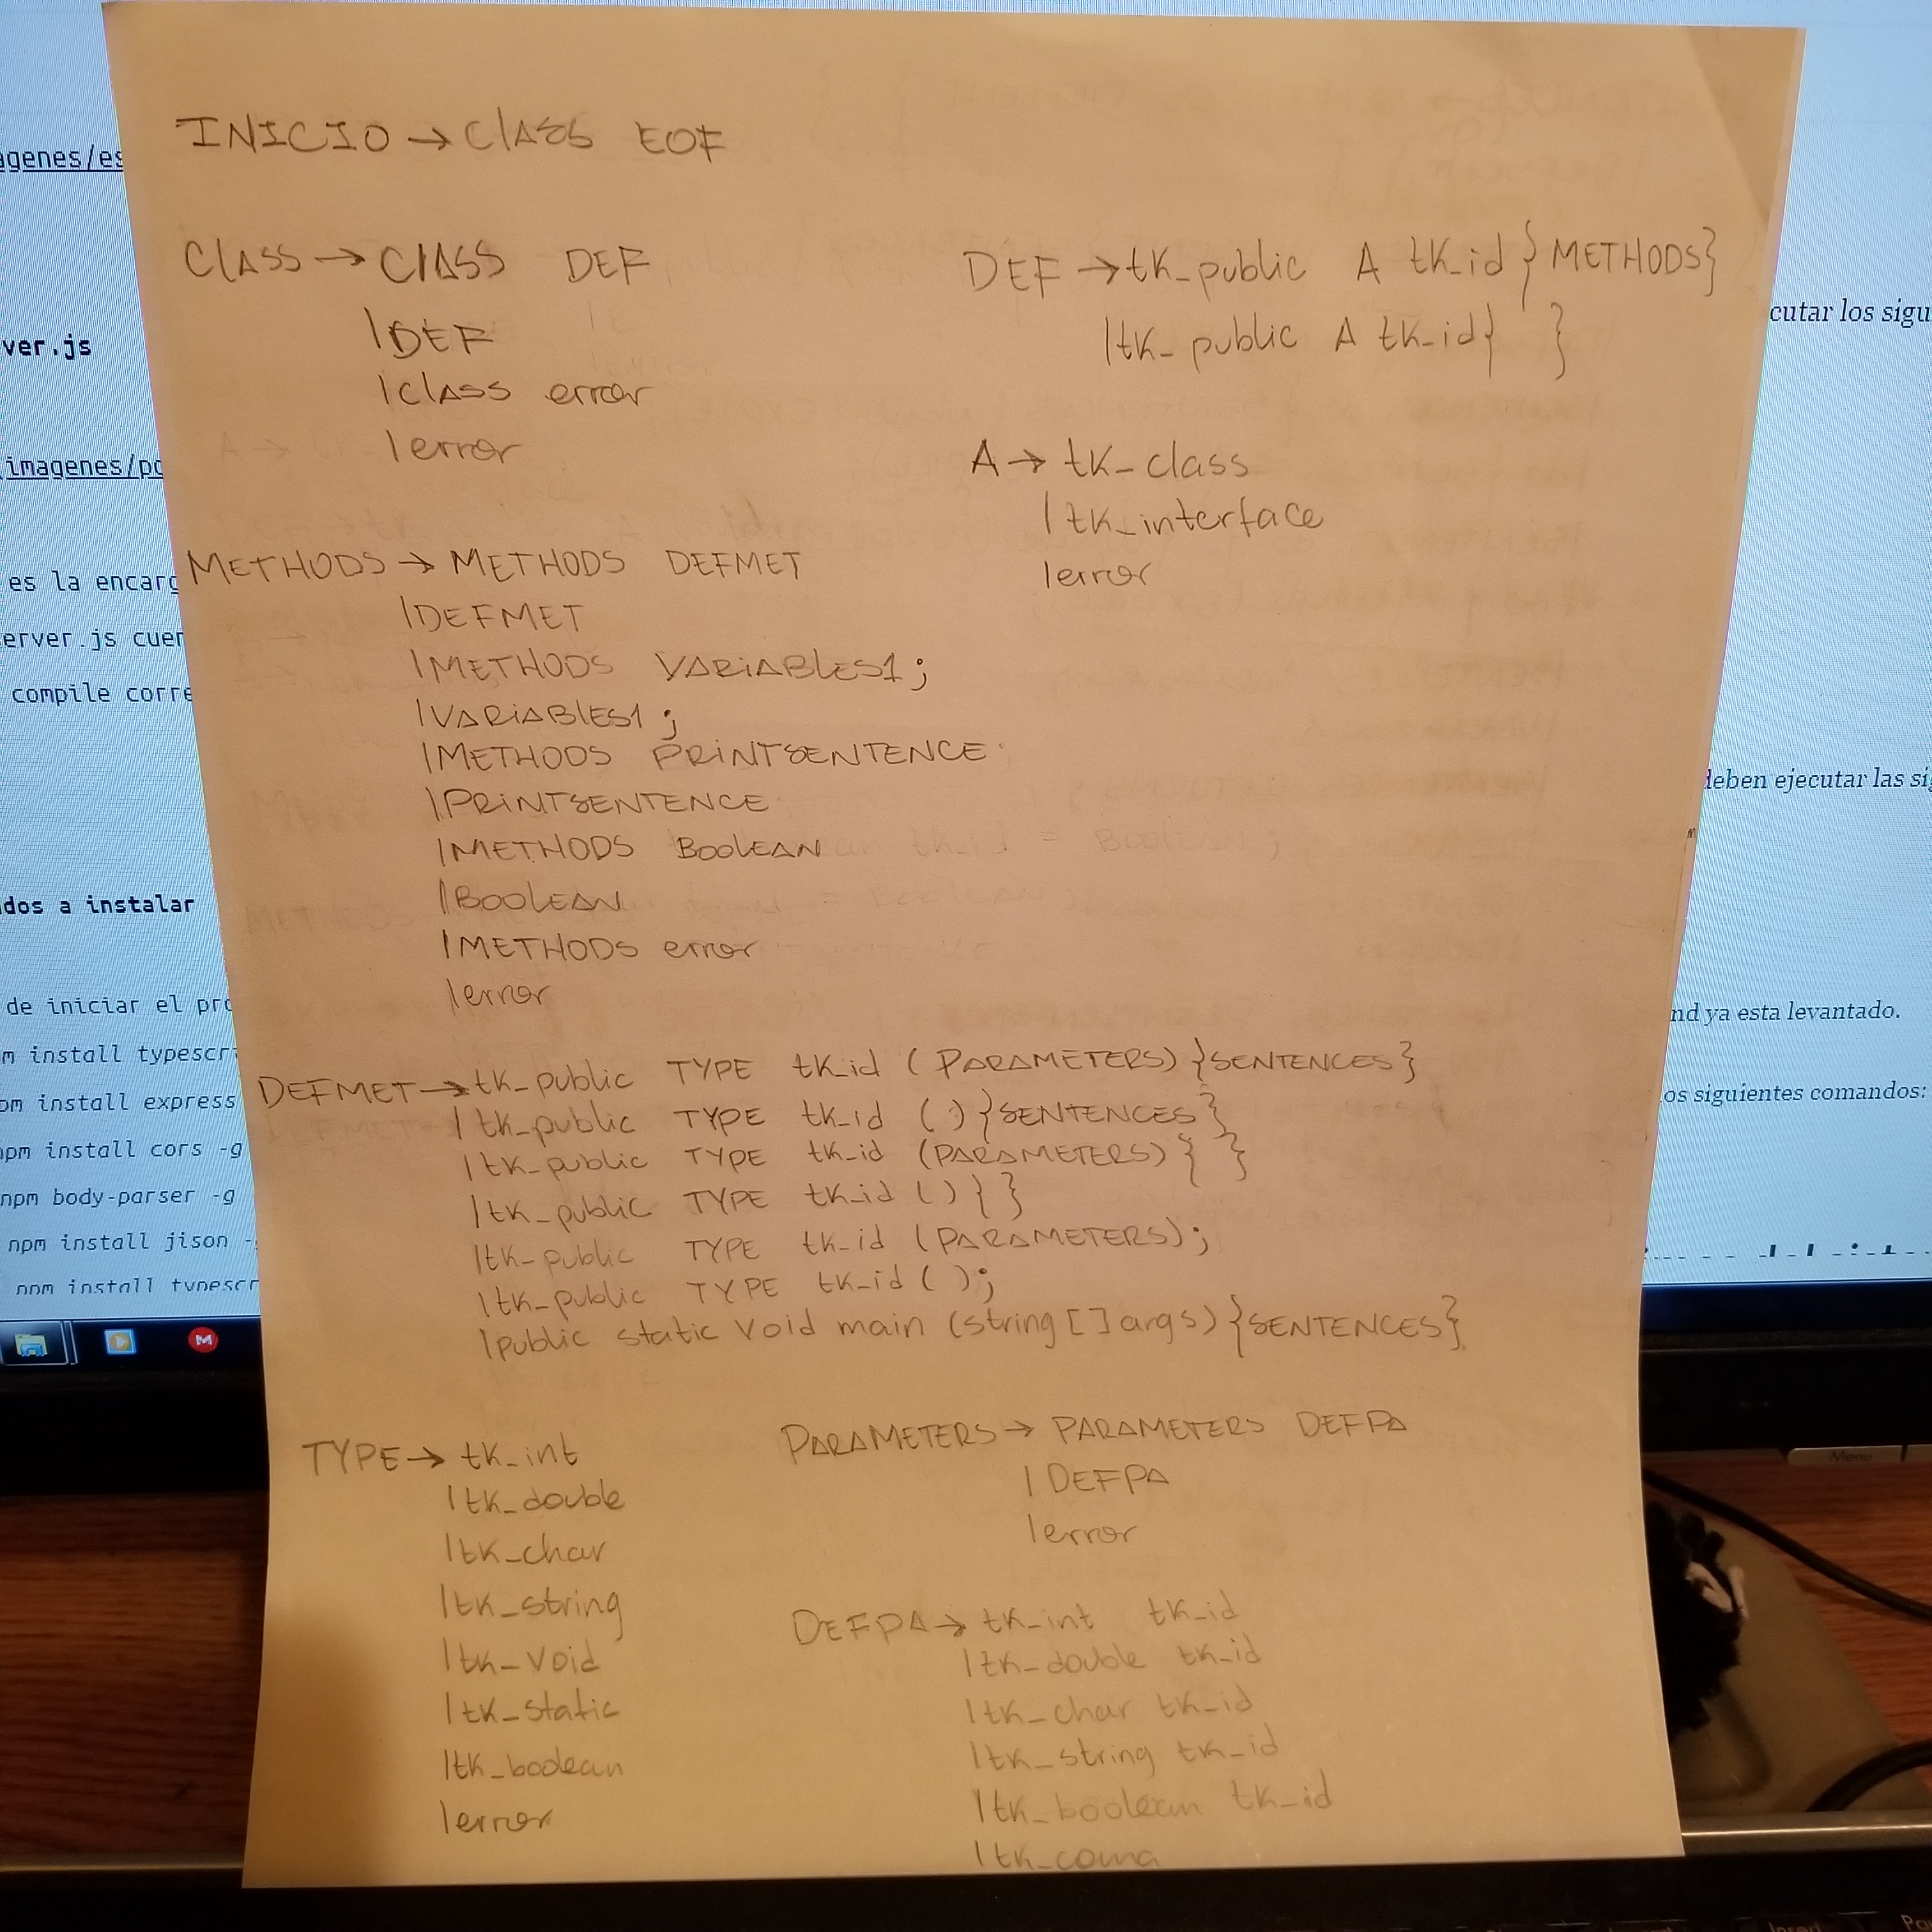 INICIO → CLASS EOF
CLASS → CLASS DEF
|DEF
|CLASS error
|error
DEF → tk_public A tk_id } METHODS}
|tk_public A tk_id{ }
A → tk_class
|tk_interface
|error
METHODS → METHODS DEFMET
|DEFMET
|METHODS VARIABLES1;
|VARIABLES1;
|METHODS PRINTSENTENCE
|PRINTSENTENCE
|METHODS BOOLEAN
|BOOLEAN
|METHODS error
|error
DEFMET → tk_public TYPE tk_id (PARAMETERS) {SENTENCES}
|tk_public TYPE tk_id () {SENTENCES}
|tk_public TYPE tk_id (PARAMETERS) { }
|tk_public TYPE tk_id () { }
|tk_public TYPE tk_id (PARAMETERS);
|tk_public TYPE tk_id ( );
|public static void main (string [] args) {SENTENCES}
TYPE → tk_int
|tk_double
|tk_char
|tk_string
|tk_void
|tk_static
|tk_boolean
|error
PARAMETERS → PARAMETERS DEFPA
|DEFPA
|error
DEFPA → tk_int tk_id
|tk_double tk_id
|tk_char tk_id
|tk_string tk_id
|tk_boolean tk_id
|tk_coma
agenes/es
ver.js
imagenes/po
es la encarg
erver.js cuer
compile corre
dos a instalar
de iniciar el pro
m install typescr
pm install express
npm install cors -g
npm body-parser -g
npm install jison -
npm install typescr
cutar los sigu
deben ejecutar las sig
nd ya esta levantado.
os siguientes comandos:
Menu